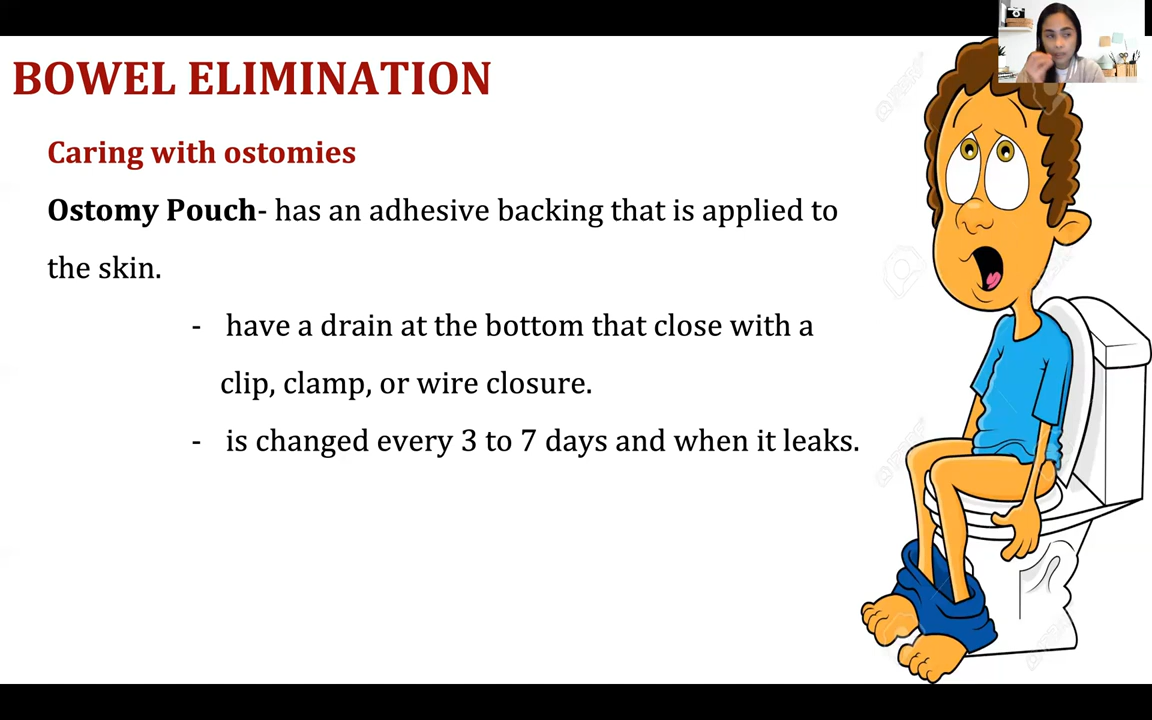 BOWEL ELIMINATION
Caring with ostomies
Ostomy Pouch- has an adhesive backing that is applied to
the skin.
- have a drain at the bottom that close with a
clip, clamp, or wire closure.
- is changed every 3 to 7 days and when it leaks.